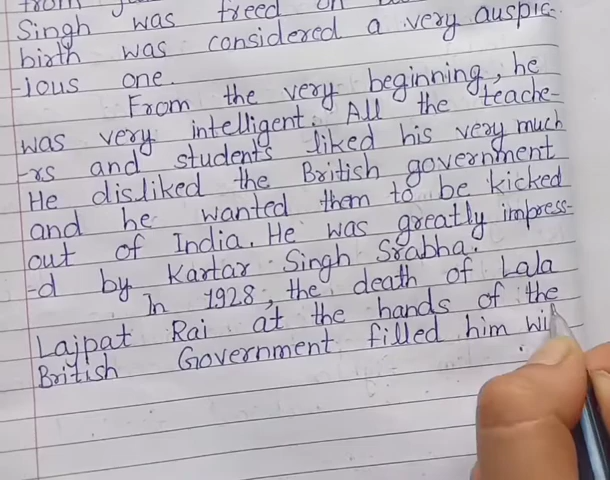 Singh was freed on
birth was considered a very auspic-
-ious one.
From the very beginning, he
was very intelligent. All the teache-
-rs and students liked his very much
He disliked the British government
and he wanted them to be kicked
out of India. He was greatly impress-
-d by Kartar Singh Srabha.
In 1928, the death of Lala
Lajpat Rai at the hands of the
British Government filled him wi